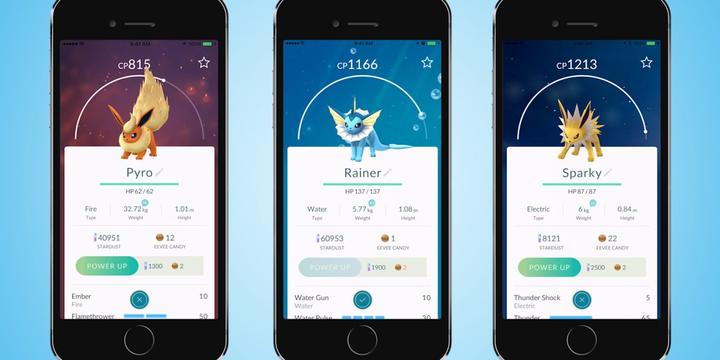 9:41 AM
CP815
Pyro
HP 62 / 62
Fire
Type
32.72 kg
Weight
XS
1.01 m
Height
40951
STARDUST
12
EEVEE CANDY
POWER UP
1300
2
Ember
Fire
10
Flamethrower
50
9:41 AM
CP1166
Rainer
HP 137 / 137
Water
Type
5.77 kg
Weight
1.08 m
Height
60953
STARDUST
1
EEVEE CANDY
POWER UP
1900
2
Water Gun
Water
10
Water Pulse
9:41 AM
CP1213
Sparky
HP 87 / 87
Electric
Type
6 kg
Weight
0.84 m
Height
8121
STARDUST
22
EEVEE CANDY
POWER UP
2500
2
Thunder Shock
Electric
5
Thunder